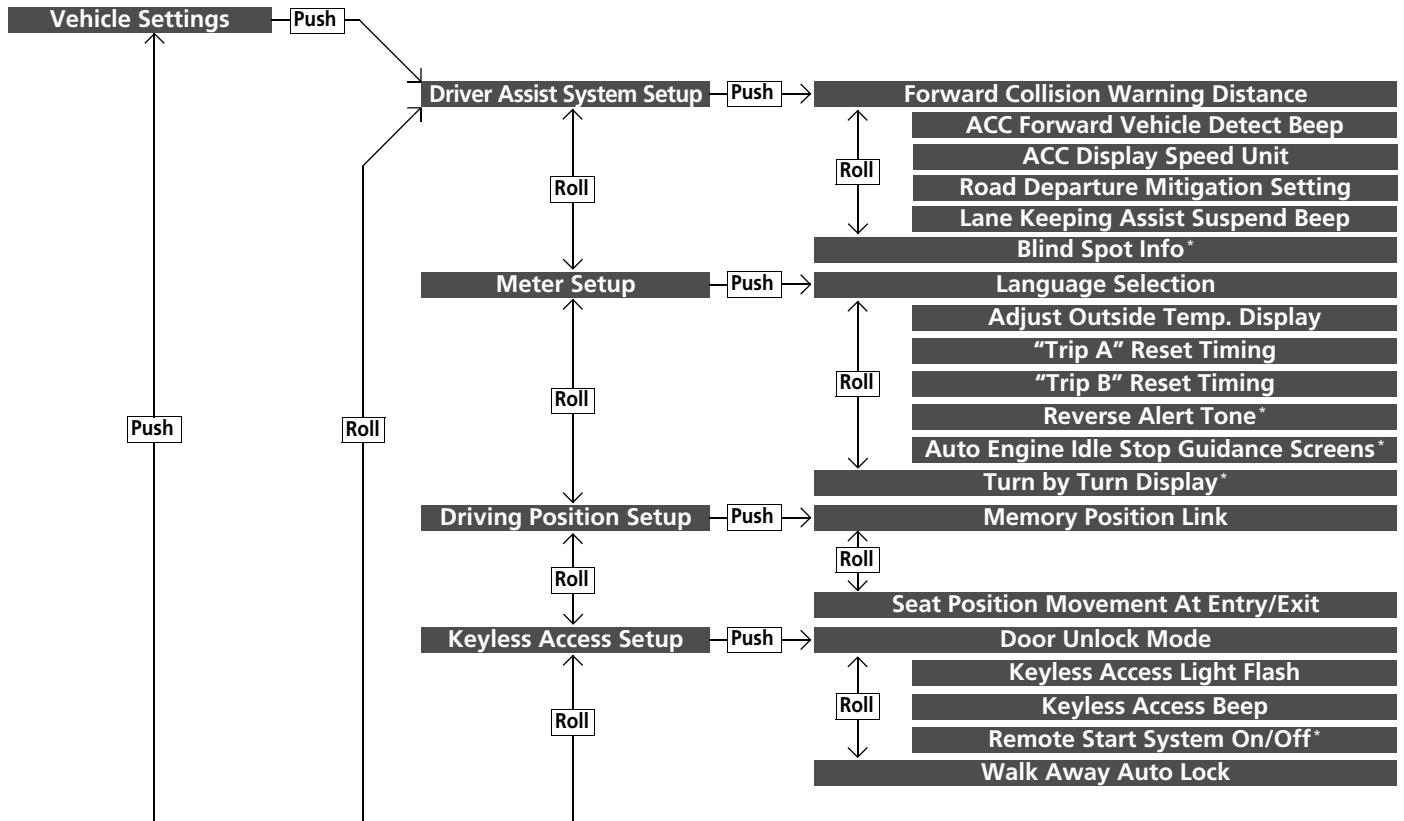 Vehicle Settings
Push
Driver Assist System Setup
Push
Forward Collision Warning Distance
ACC Forward Vehicle Detect Beep
ACC Display Speed Unit
Roll
Roll
Road Departure Mitigation Setting
Lane Keeping Assist Suspend Beep
Blind Spot Info*
Meter Setup
Push
Language Selection
Adjust Outside Temp. Display
“Trip A” Reset Timing
Roll
Roll
“Trip B” Reset Timing
Push
Roll
Reverse Alert Tone*
Auto Engine Idle Stop Guidance Screens*
Turn by Turn Display*
Driving Position Setup
Push
Memory Position Link
Roll
Roll
Seat Position Movement At Entry/Exit
Keyless Access Setup
Push
Door Unlock Mode
Keyless Access Light Flash
Roll
Roll
Keyless Access Beep
Remote Start System On/Off*
Walk Away Auto Lock